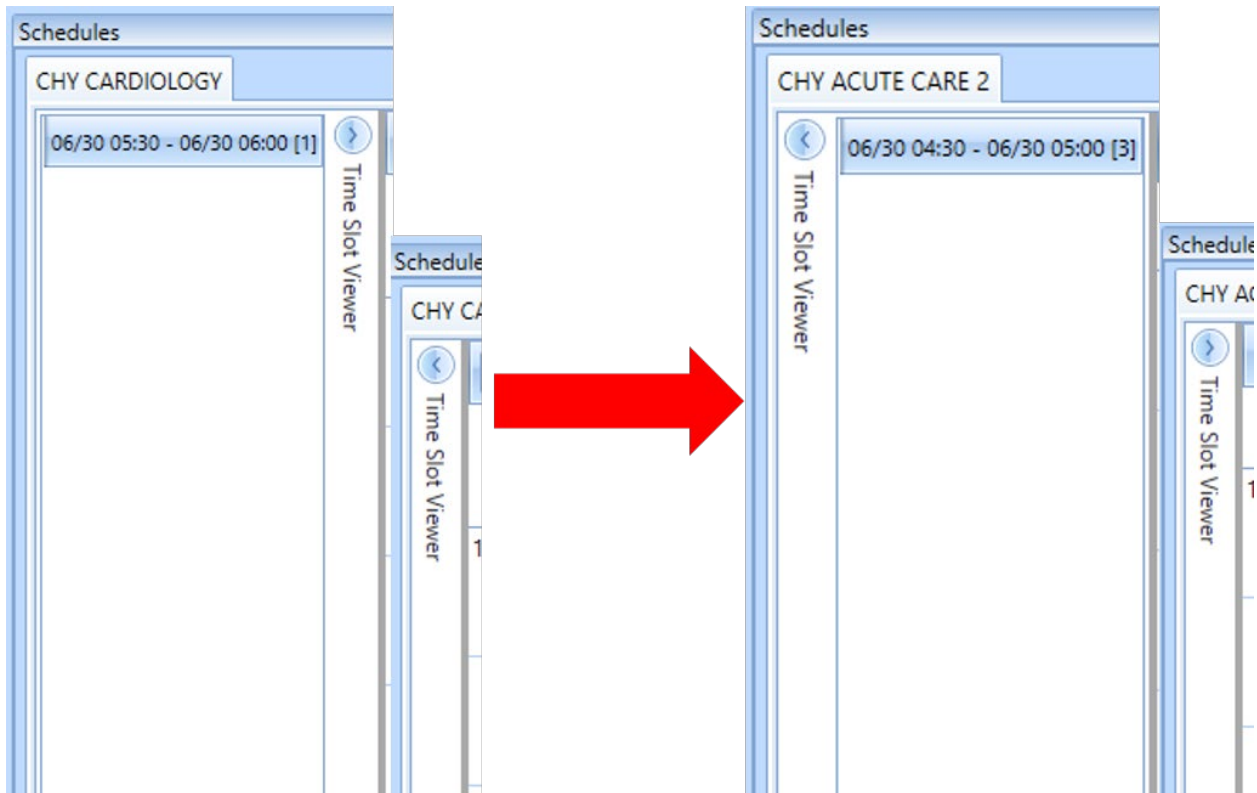 Schedules
CHY CARDIOLOGY
06/30 05:30 - 06/30 06:00 [1]
Time Slot Viewer
Schedule
CHY CA
Time Slot Viewer
1
Schedules
CHY ACUTE CARE 2
Time Slot Viewer
06/30 04:30 - 06/30 05:00 [3]
Schedule
CHY AC
Time Slot Viewer
1